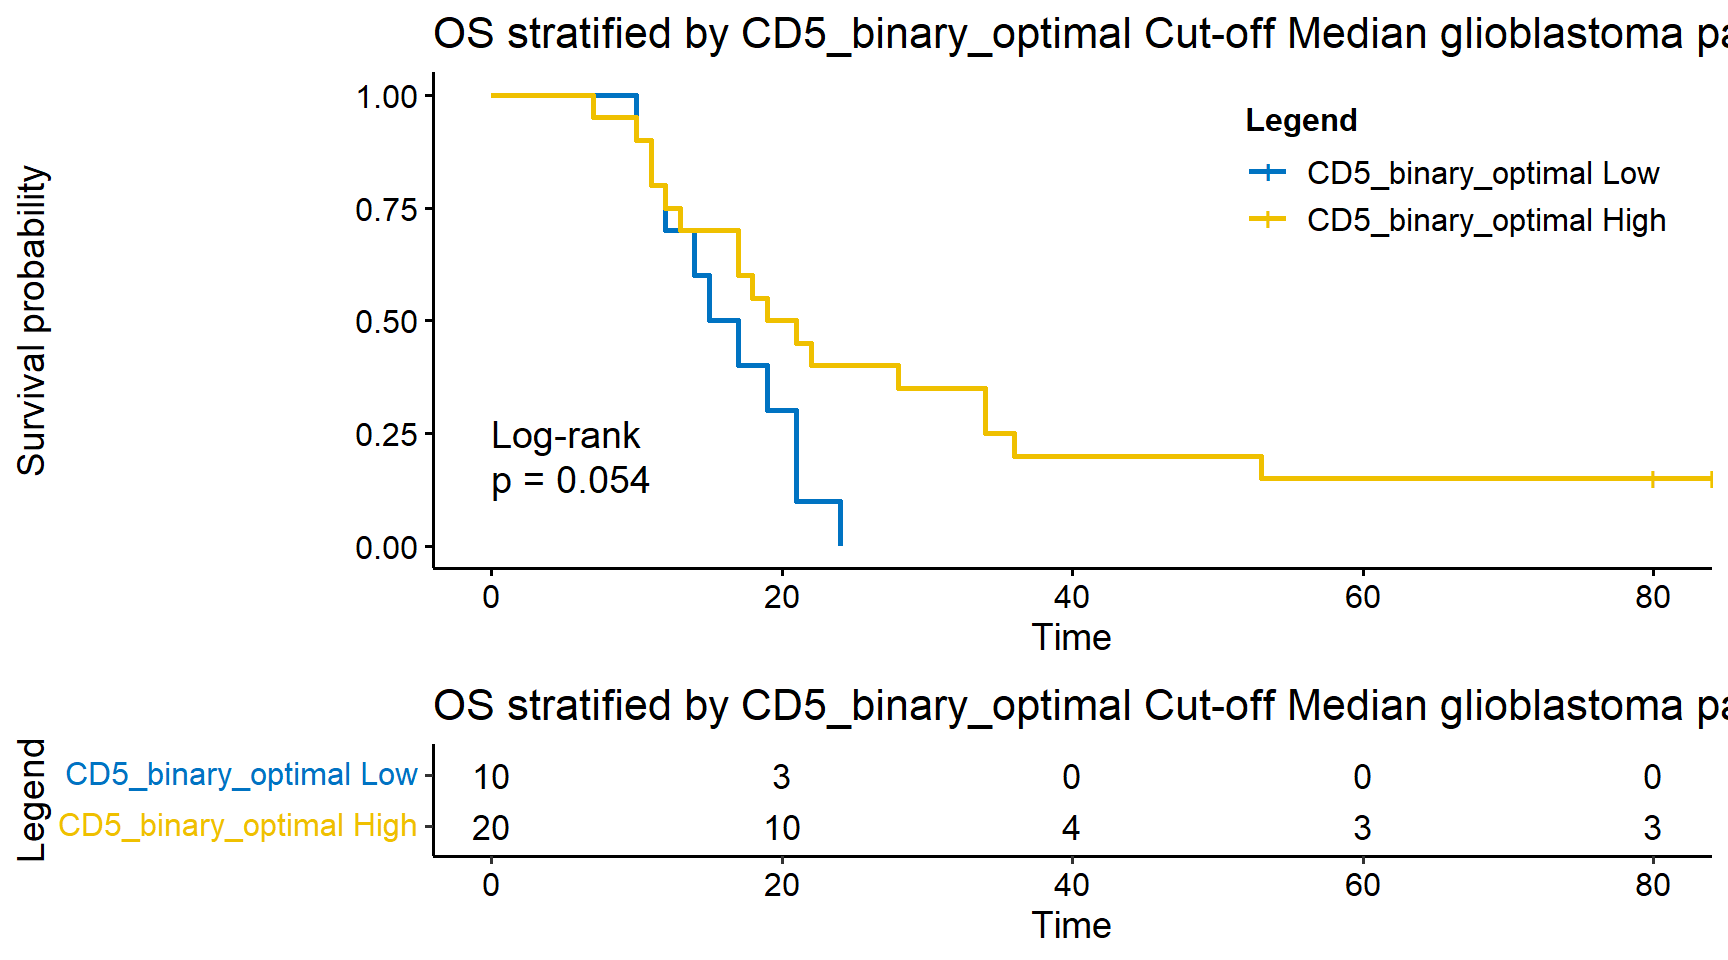 OS stratified by CD5_binary_optimal Cut-off Median glioblastoma pa
Survival probability
1.00
0.75
0.50
0.25
0.00
Legend
CD5_binary_optimal Low
CD5_binary_optimal High
Log-rank
p = 0.054
0 20 40 60 80
Time
OS stratified by CD5_binary_optimal Cut-off Median glioblastoma pa
Legend
CD5_binary_optimal Low 10 3 0 0 0
CD5_binary_optimal High 20 10 4 3 3
0 20 40 60 80
Time